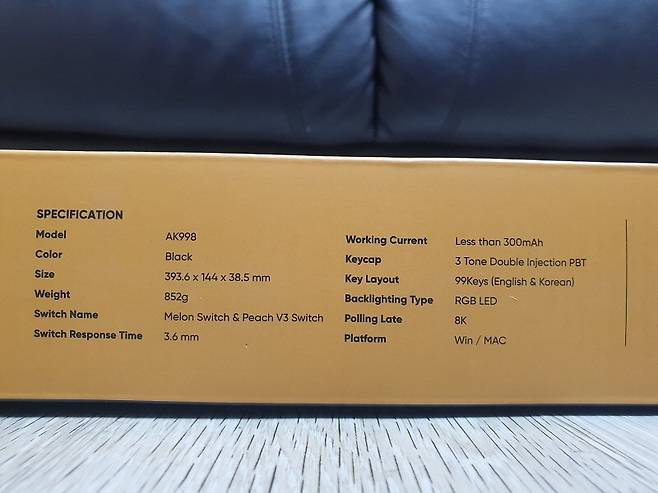 SPECIFICATION
Model AK998
Color Black
Size 393.6 x 144 x 38.5 mm
Weight 852g
Switch Name Melon Switch & Peach V3 Switch
Switch Response Time 3.6 mm
Working Current Less than 300mAh
Keycap 3 Tone Double Injection PBT
Key Layout 99Keys (English & Korean)
Backlighting Type RGB LED
Polling Late 8K
Platform Win / MAC